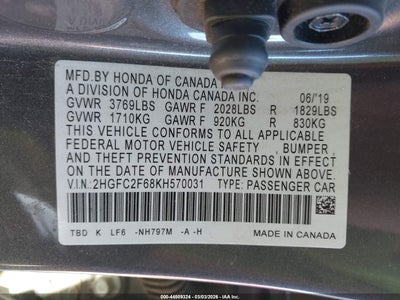 MFD.BY HONDA OF CANADA
A DIVISION OF HONDA CANADA INC. 06/'19
GVWR 3769LBS GAWR F 2028LBS R 1829LBS
GVWR 1710KG GAWR F 920KG R 830KG
THIS VEHICLE CONFORMS TO ALL APPLICABLE
FEDERAL MOTOR VEHICLE SAFETY , BUMPER ,
AND THEFT PREVENTION STANDARDS IN EFFECT
ON THE DATE OF MANUFACTURE SHOWN ABOVE.
V.I.N.:2HGFC2F68KH570031 TYPE: PASSENGER CAR
TBD K LF6 -NH797M -A -H MADE IN CANADA
000-44609324 - 03/03/2026 - IAA Inc.